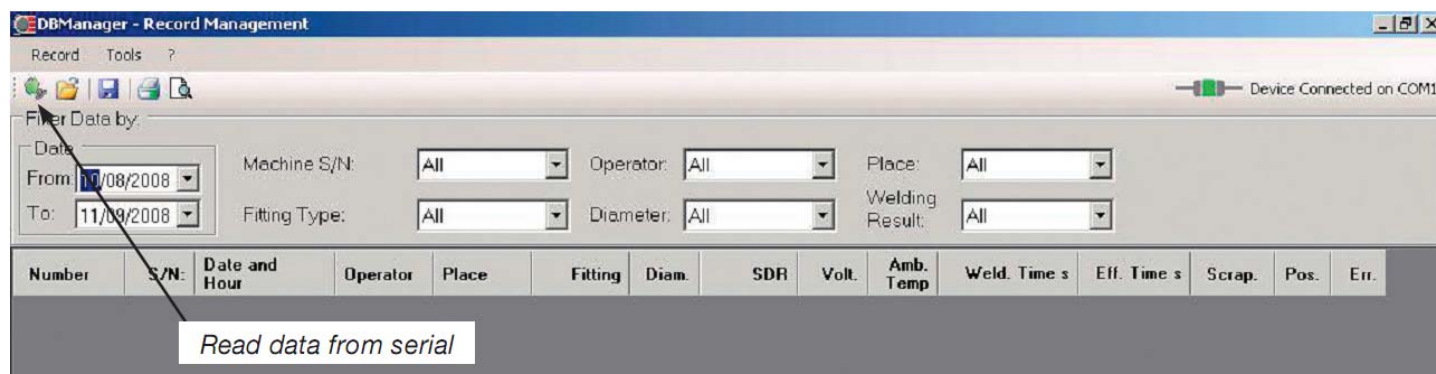 DBManager - Record Management
Record Tools ?
Device Connected on COM1
Filter Data by:
Date
Machine S/N: All Operator: All Place: All
From: /08/2008
To: 11/09/2008 Fitting Type: All Diameter: All Welding Result: All
Number S/N: Date and Hour Operator Place Fitting Diam. SDR Volt. Amb. Temp Weld. Time s Eff. Time s Scrap. Pos. Err.
Read data from serial